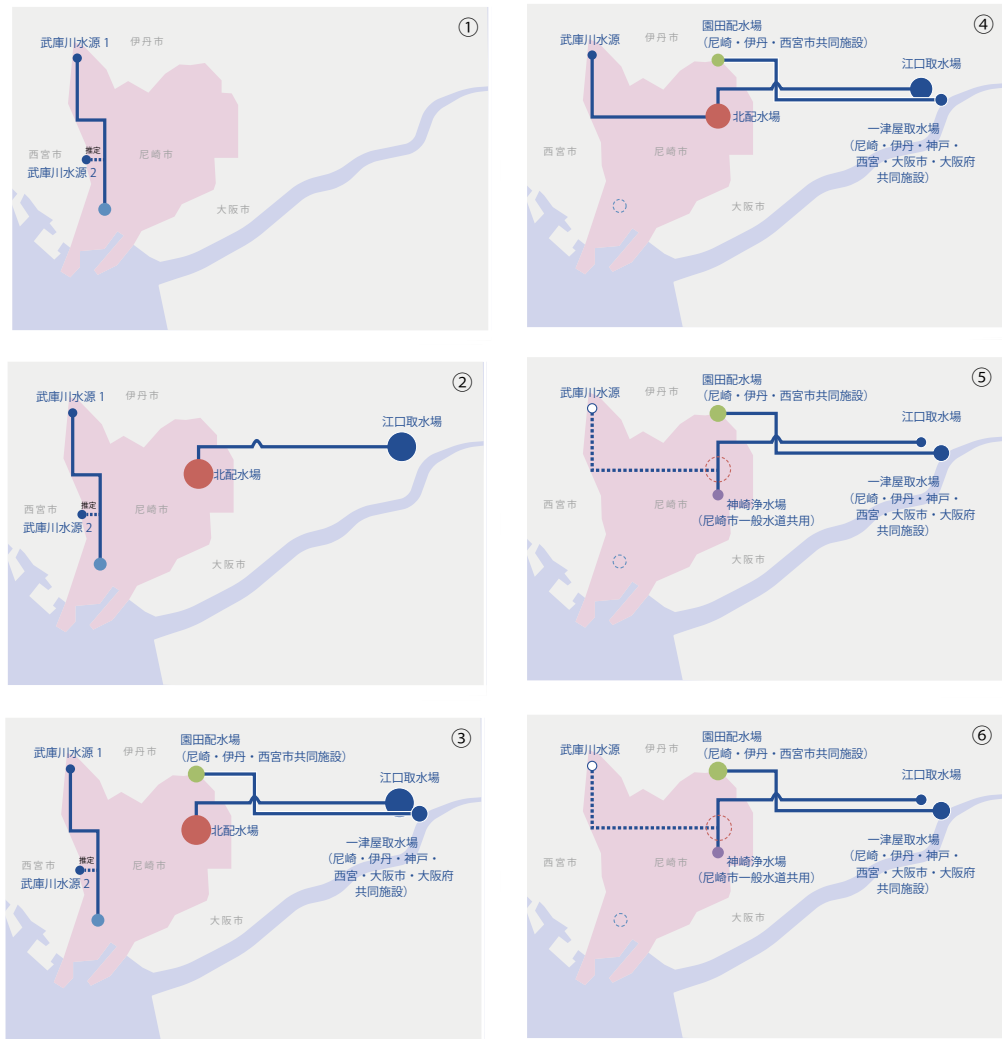 ①
武庫川水源 1
伊丹市
推定
西宮市
尼崎市
武庫川水源 2
大阪市
②
武庫川水源 1
伊丹市
江口取水場
北配水場
推定
西宮市
尼崎市
武庫川水源 2
大阪市
③
園田配水場
武庫川水源 1
伊丹市
(尼崎・伊丹・西宮市共同施設)
江口取水場
北配水場
一津屋取水場
推定
西宮市
尼崎市
(尼崎・伊丹・神戸・
武庫川水源 2
西宮・大阪市・大阪府
共同施設)
大阪市
④
園田配水場
武庫川水源
伊丹市
(尼崎・伊丹・西宮市共同施設)
江口取水場
北配水場
一津屋取水場
西宮市
尼崎市
(尼崎・伊丹・神戸・
西宮・大阪市・大阪府
共同施設)
大阪市
⑤
園田配水場
武庫川水源
伊丹市
(尼崎・伊丹・西宮市共同施設)
江口取水場
一津屋取水場
西宮市
尼崎市
神崎浄水場
(尼崎・伊丹・神戸・
(尼崎市一般水道共用)
西宮・大阪市・大阪府
共同施設)
大阪市
⑥
園田配水場
武庫川水源
伊丹市
(尼崎・伊丹・西宮市共同施設)
江口取水場
一津屋取水場
西宮市
尼崎市
神崎浄水場
(尼崎・伊丹・神戸・
(尼崎市一般水道共用)
西宮・大阪市・大阪府
共同施設)
大阪市